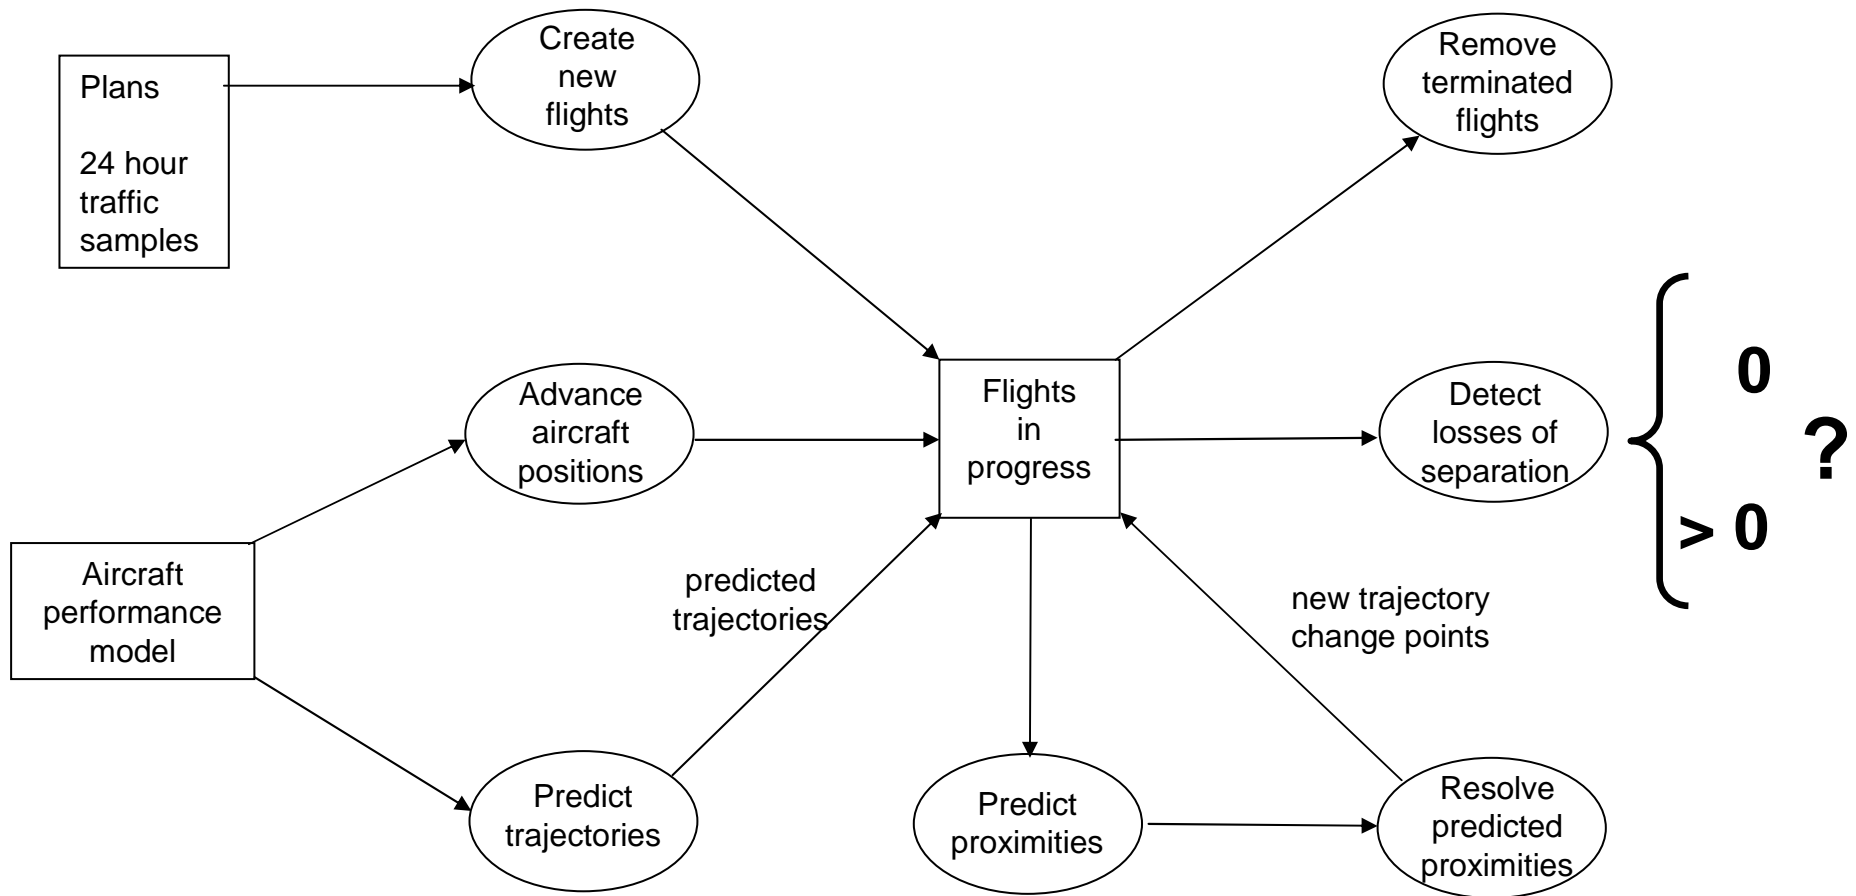 Create
new
flights
Remove
terminated
flights
Plans
24 hour
traffic
samples
Advance
aircraft
positions
Flights
in
progress
Detect
losses of
separation
0
?
> 0
Aircraft
performance
model
predicted
trajectories
new trajectory
change points
Predict
trajectories
Predict
proximities
Resolve
predicted
proximities